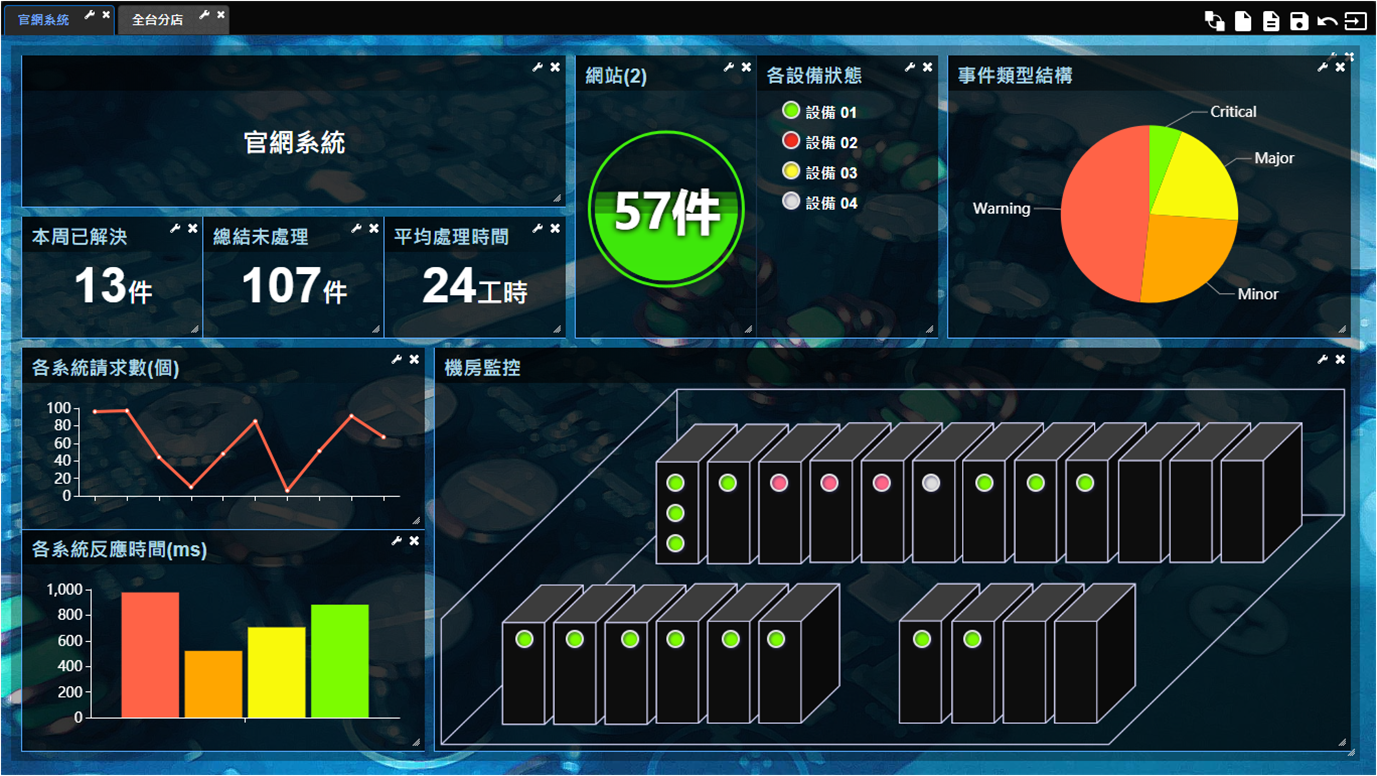 官網系統
全台分店
官網系統
本周已解決
13件
總結未處理
107件
平均處理時間
24工時
網站(2)
57件
各設備狀態
設備 01
設備 02
設備 03
設備 04
事件類型結構
Critical
Major
Warning
Minor
各系統請求數(個)
100
80
60
40
20
0
各系統反應時間(ms)
1,000
800
600
400
200
0
機房監控